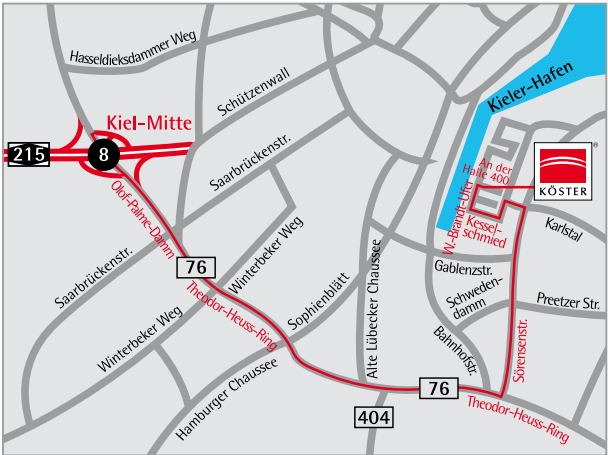 Hasseldieksdammer Weg
Schützenwall
Kieler-Hafen
Kiel-Mitte
215
8
Saarbrückenstr.
An der
Halle 400
®
KÖSTER
W.-Brandt-Ufer
Kessel-
schmied
Karlstal
Olof-Palme-Damm
Saarbrückenstr.
76
Winterbeker Weg
Gablenzstr.
Schweden-
damm
Preetzer Str.
Winterbeker Weg
Theodor-Heuss-Ring
Sophienblätt
Alte Lübecker Chaussee
Bahnhofstr.
Sörensenstr.
Hamburger Chaussee
76
404
Theodor-Heuss-Ring